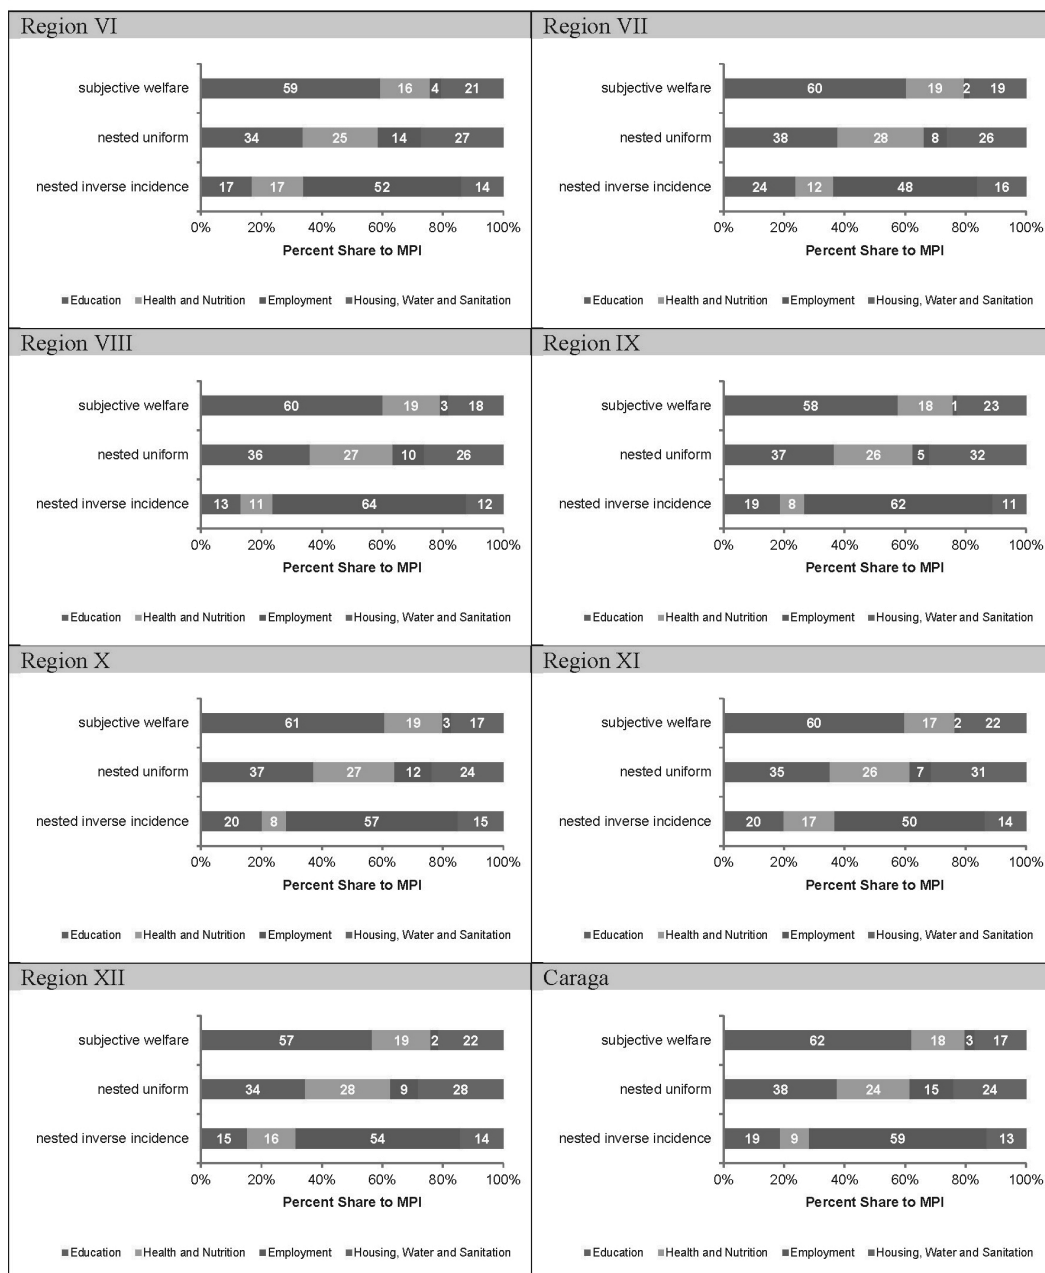 Region VI
subjective welfare 59 16 4 21
nested uniform 34 25 14 27
nested inverse incidence 17 17 52 14
0% 20% 40% 60% 80% 100%
Percent Share to MPI
Education Health and Nutrition Employment Housing, Water and Sanitation
Region VII
subjective welfare 60 19 2 19
nested uniform 38 28 8 26
nested inverse incidence 24 12 48 16
0% 20% 40% 60% 80% 100%
Percent Share to MPI
Education Health and Nutrition Employment Housing, Water and Sanitation
Region VIII
subjective welfare 60 19 3 18
nested uniform 36 27 10 26
nested inverse incidence 13 11 64 12
0% 20% 40% 60% 80% 100%
Percent Share to MPI
Education Health and Nutrition Employment Housing, Water and Sanitation
Region IX
subjective welfare 58 18 1 23
nested uniform 37 26 5 32
nested inverse incidence 19 8 62 11
0% 20% 40% 60% 80% 100%
Percent Share to MPI
Education Health and Nutrition Employment Housing, Water and Sanitation
Region X
subjective welfare 61 19 3 17
nested uniform 37 27 12 24
nested inverse incidence 20 8 57 15
0% 20% 40% 60% 80% 100%
Percent Share to MPI
Education Health and Nutrition Employment Housing, Water and Sanitation
Region XI
subjective welfare 60 17 2 22
nested uniform 35 26 7 31
nested inverse incidence 20 17 50 14
0% 20% 40% 60% 80% 100%
Percent Share to MPI
Education Health and Nutrition Employment Housing, Water and Sanitation
Region XII
subjective welfare 57 19 2 22
nested uniform 34 28 9 28
nested inverse incidence 15 16 54 14
0% 20% 40% 60% 80% 100%
Percent Share to MPI
Education Health and Nutrition Employment Housing, Water and Sanitation
Caraga
subjective welfare 62 18 3 17
nested uniform 38 24 15 24
nested inverse incidence 19 9 59 13
0% 20% 40% 60% 80% 100%
Percent Share to MPI
Education Health and Nutrition Employment Housing, Water and Sanitation